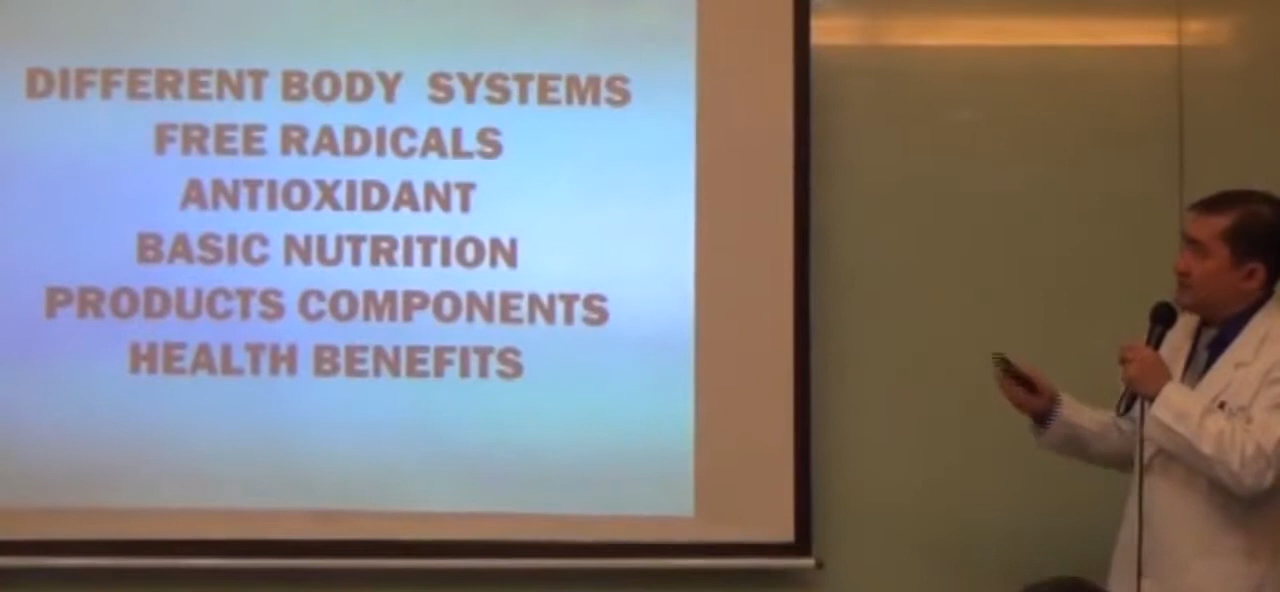 DIFFERENT BODY SYSTEMS
FREE RADICALS
ANTIOXIDANT
BASIC NUTRITION
PRODUCTS COMPONENTS
HEALTH BENEFITS